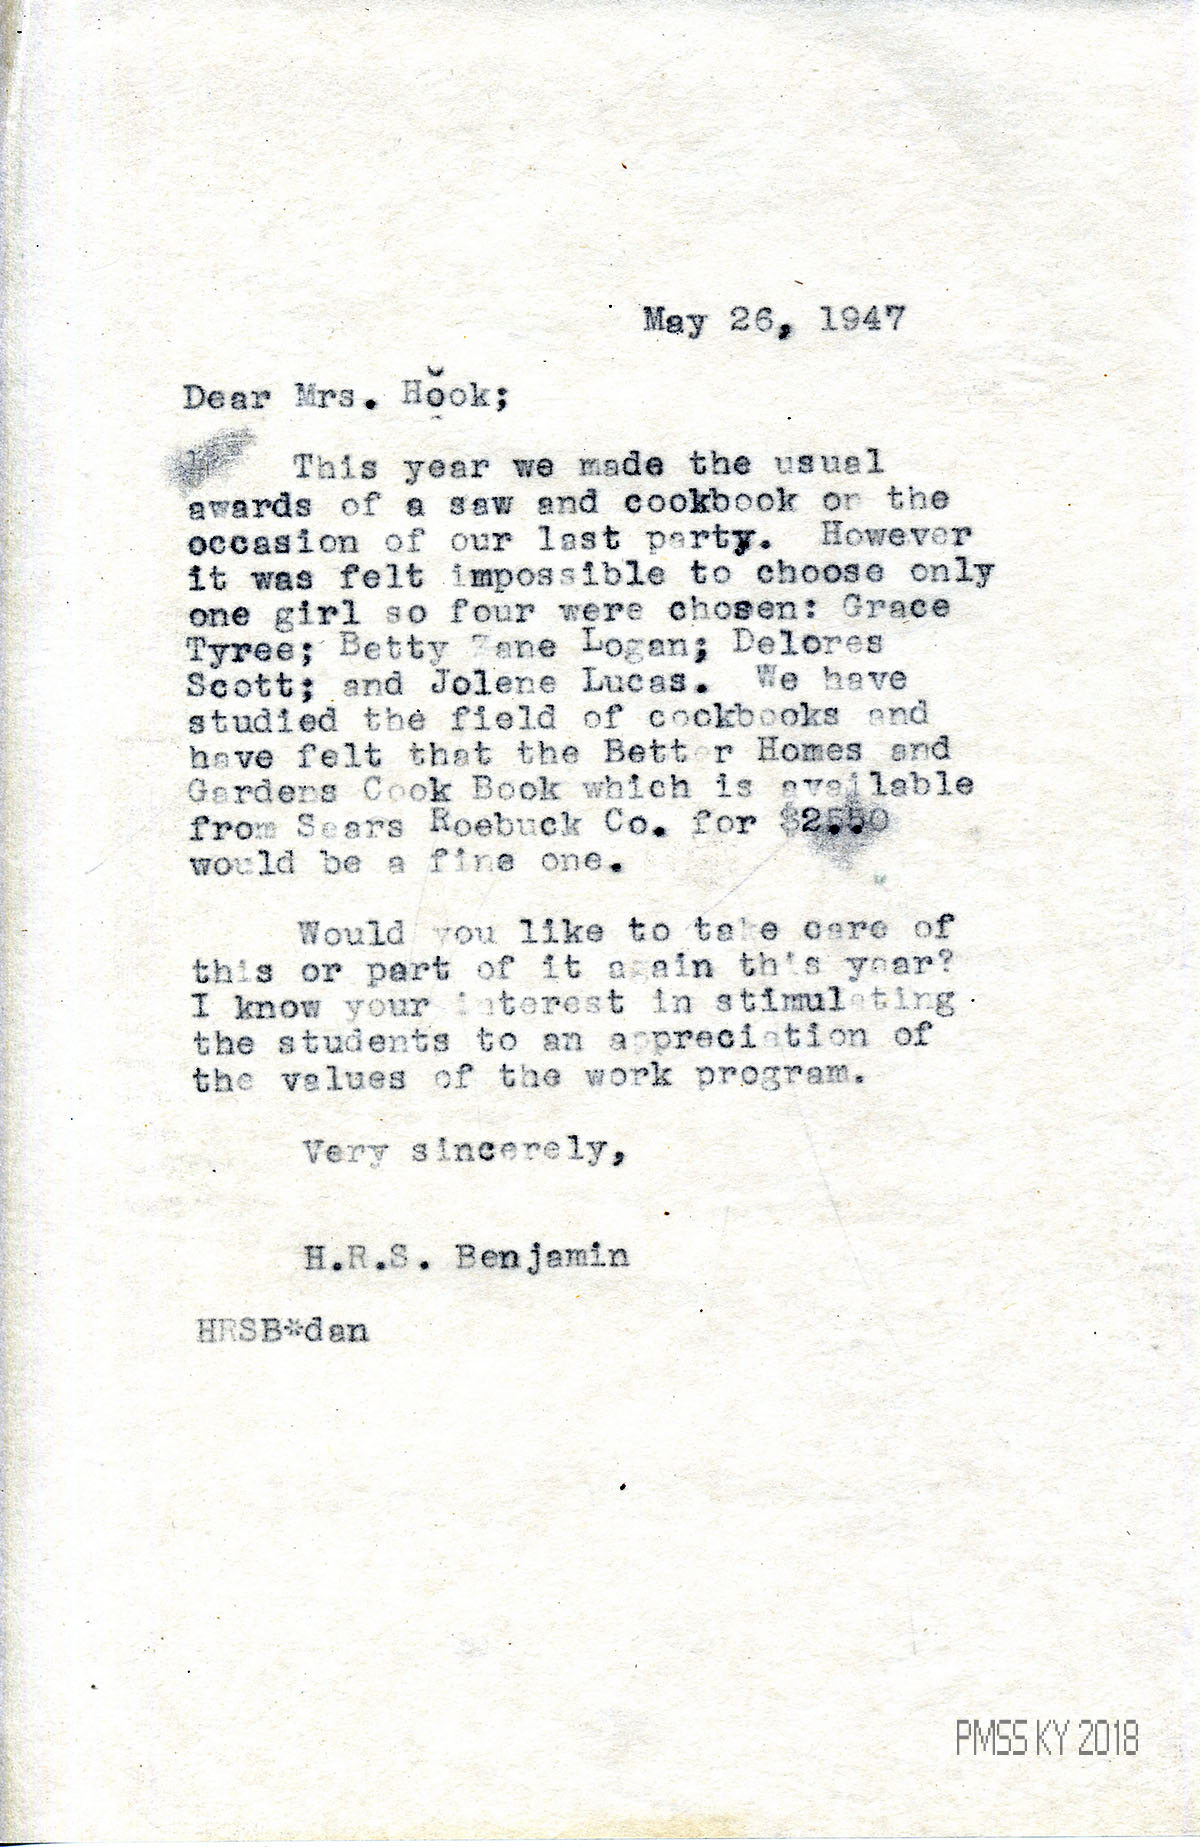 May 26, 1947
Dear Mrs. Hook;
This year we made the usual
awards of a saw and cookbook on the
occasion of our last party. However
it was felt impossible to choose only
one girl so four were chosen: Grace
Tyree; Betty Zane Logan; Delores
Scott; and Jolene Lucas. We have
studied the field of cookbooks and
have felt that the Better Homes and
Gardens Cook Book which is available
from Sears Roebuck Co. for
would be a fine one.
Would you like to take care of
this or part of it again this year?
I know your interest in stimulating
the students to an appreciation of
the values of the work program.
Very sincerely,
H.R.S. Benjamin
HRSB*dan
PMSS KY 2018